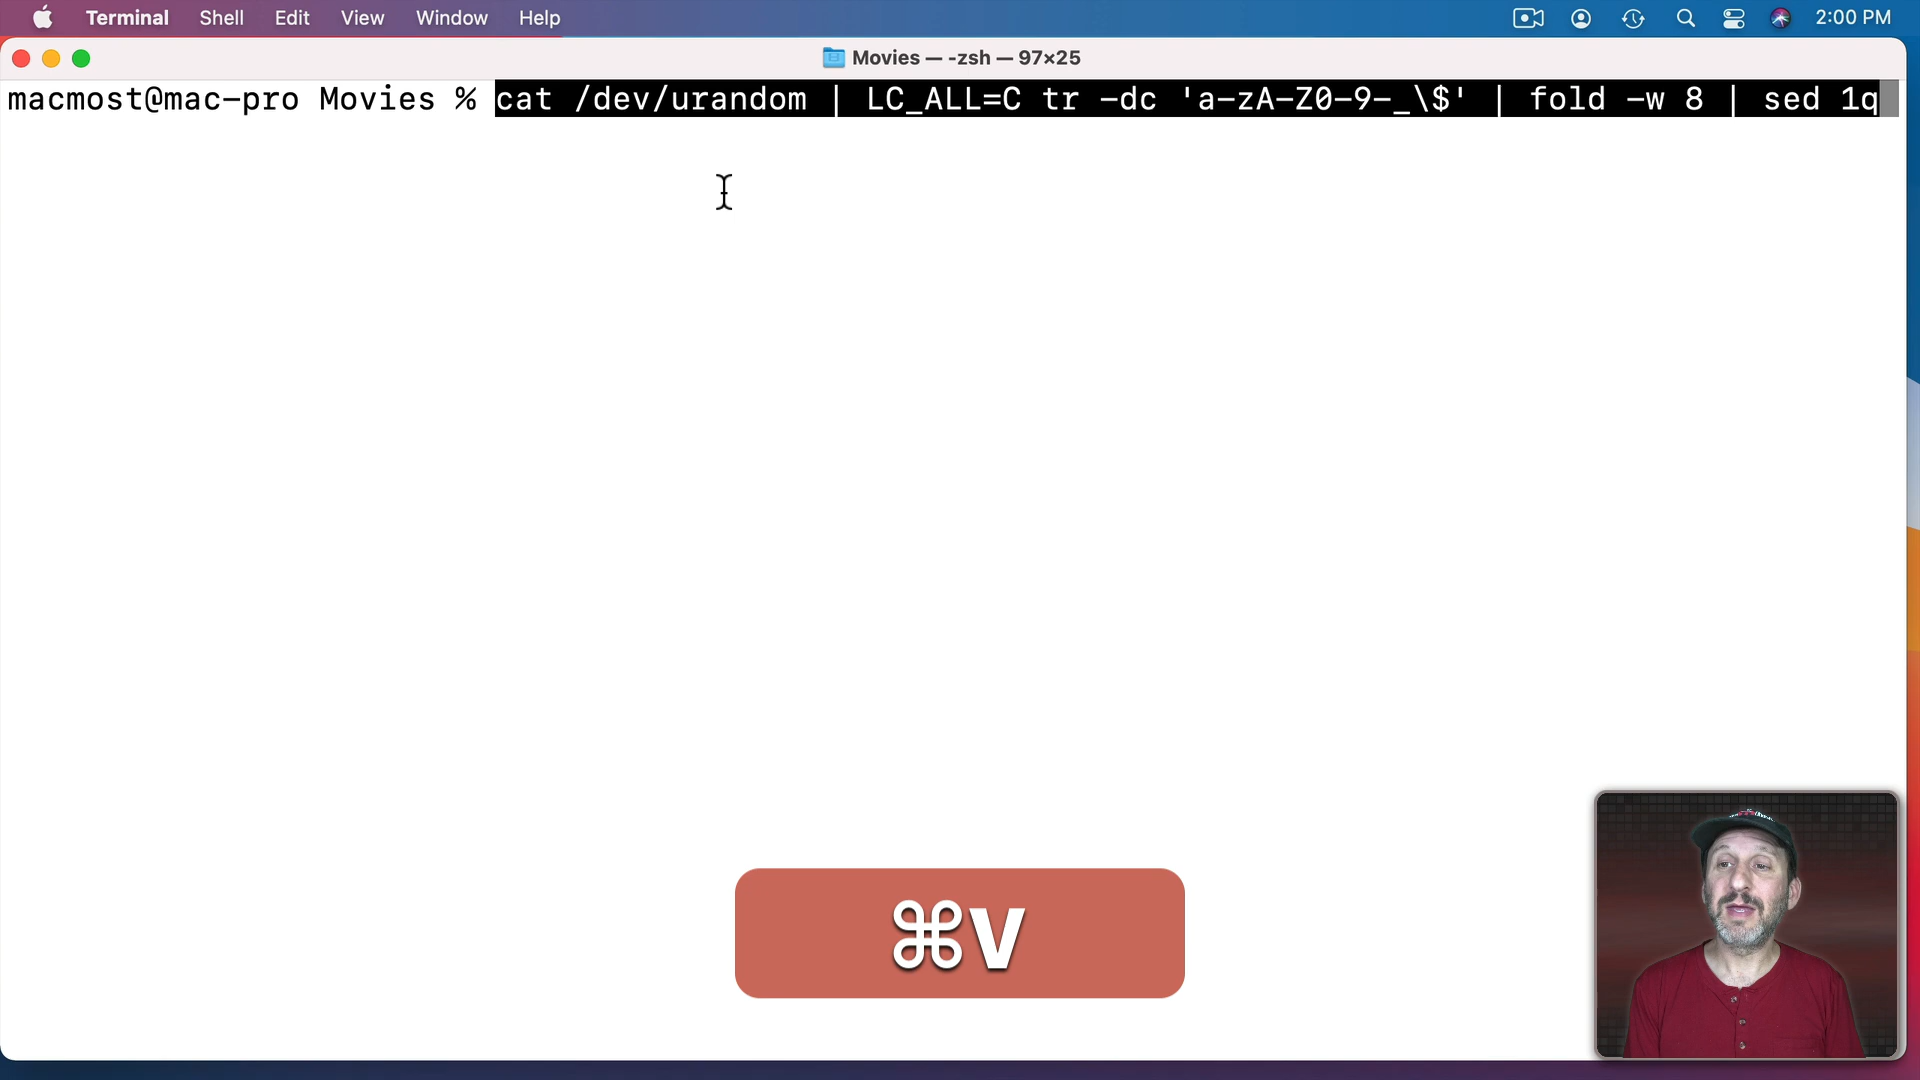 Terminal Shell Edit View Window Help 2:00 PM
Movies — -zsh — 97×25
macmost@mac-pro Movies % cat /dev/urandom | LC_ALL=C tr -dc 'a-zA-Z0-9-_\$' | fold -w 8 | sed 1q
⌘V